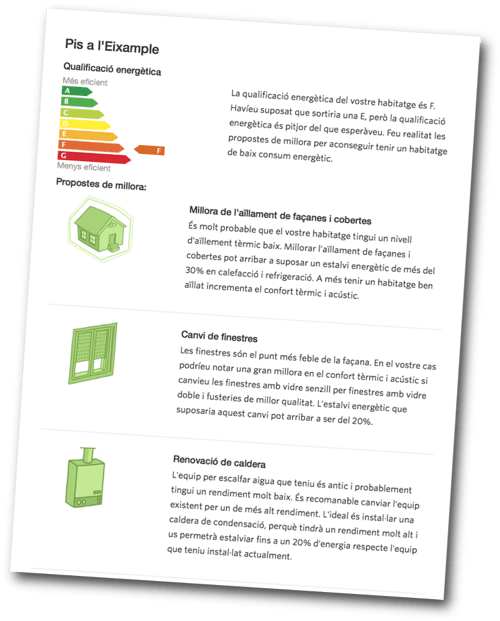 Pis a l'Eixample
Qualificació energètica
Més eficient
A
B
C
D
E
F
F
G
Menys eficient
La qualificació energètica del vostre habitatge és F.
Havíeu suposat que sortiria una E, però la qualificació
energètica és pitjor del que esperàveu. Feu realitat les
propostes de millora per aconseguir tenir un habitatge
de baix consum energètic.
Propostes de millora:
Millora de l'aïllament de façanes i cobertes
És molt probable que el vostre habitatge tingui un nivell
d'aïllement tèrmic baix. Millorar l'aïllament de façanes i
cobertes pot arribar a suposar un estalvi energètic de més del
30% en calefacció i refrigeració. A més tenir un habitatge ben
aïllat incrementa el confort tèrmic i acústic.
Canvi de finestres
Les finestres són el punt més feble de la façana. En el vostre cas
podríeu notar una gran millora en el confort tèrmic i acústic si
canvieu les finestres amb vidre senzill per finestres amb vidre
doble i fusteries de millor qualitat. L'estalvi energètic que
suposaria aquest canvi pot arribar a ser del 20%.
Renovació de caldera
L'equip per escalfar aigua que teniu és antic i probablement
tingui un rendiment molt baix. És recomanable canviar l'equip
existent per un de més alt rendiment. L'ideal és instal·lar una
caldera de condensació, perquè tindrà un rendiment molt alt i
us permetrà estalviar fins a un 20% d'energia respecte l'equip
que teniu instal·lat actualment.